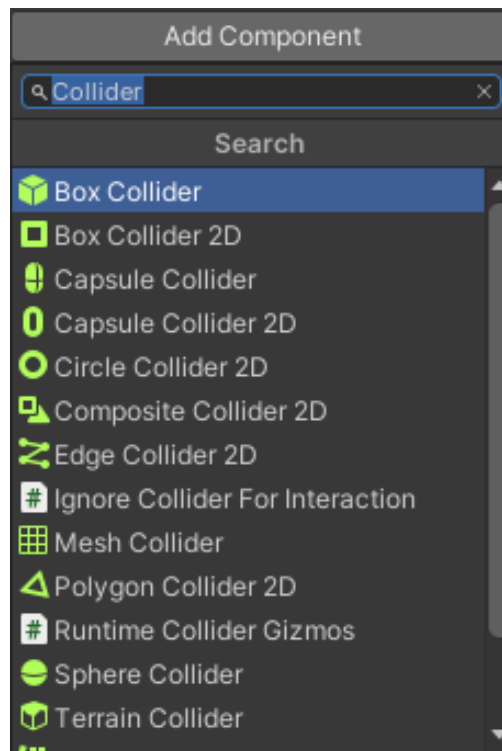 Add Component
Collider
Search
Box Collider
Box Collider 2D
Capsule Collider
Capsule Collider 2D
Circle Collider 2D
Composite Collider 2D
Edge Collider 2D
# Ignore Collider For Interaction
Mesh Collider
Polygon Collider 2D
# Runtime Collider Gizmos
Sphere Collider
Terrain Collider